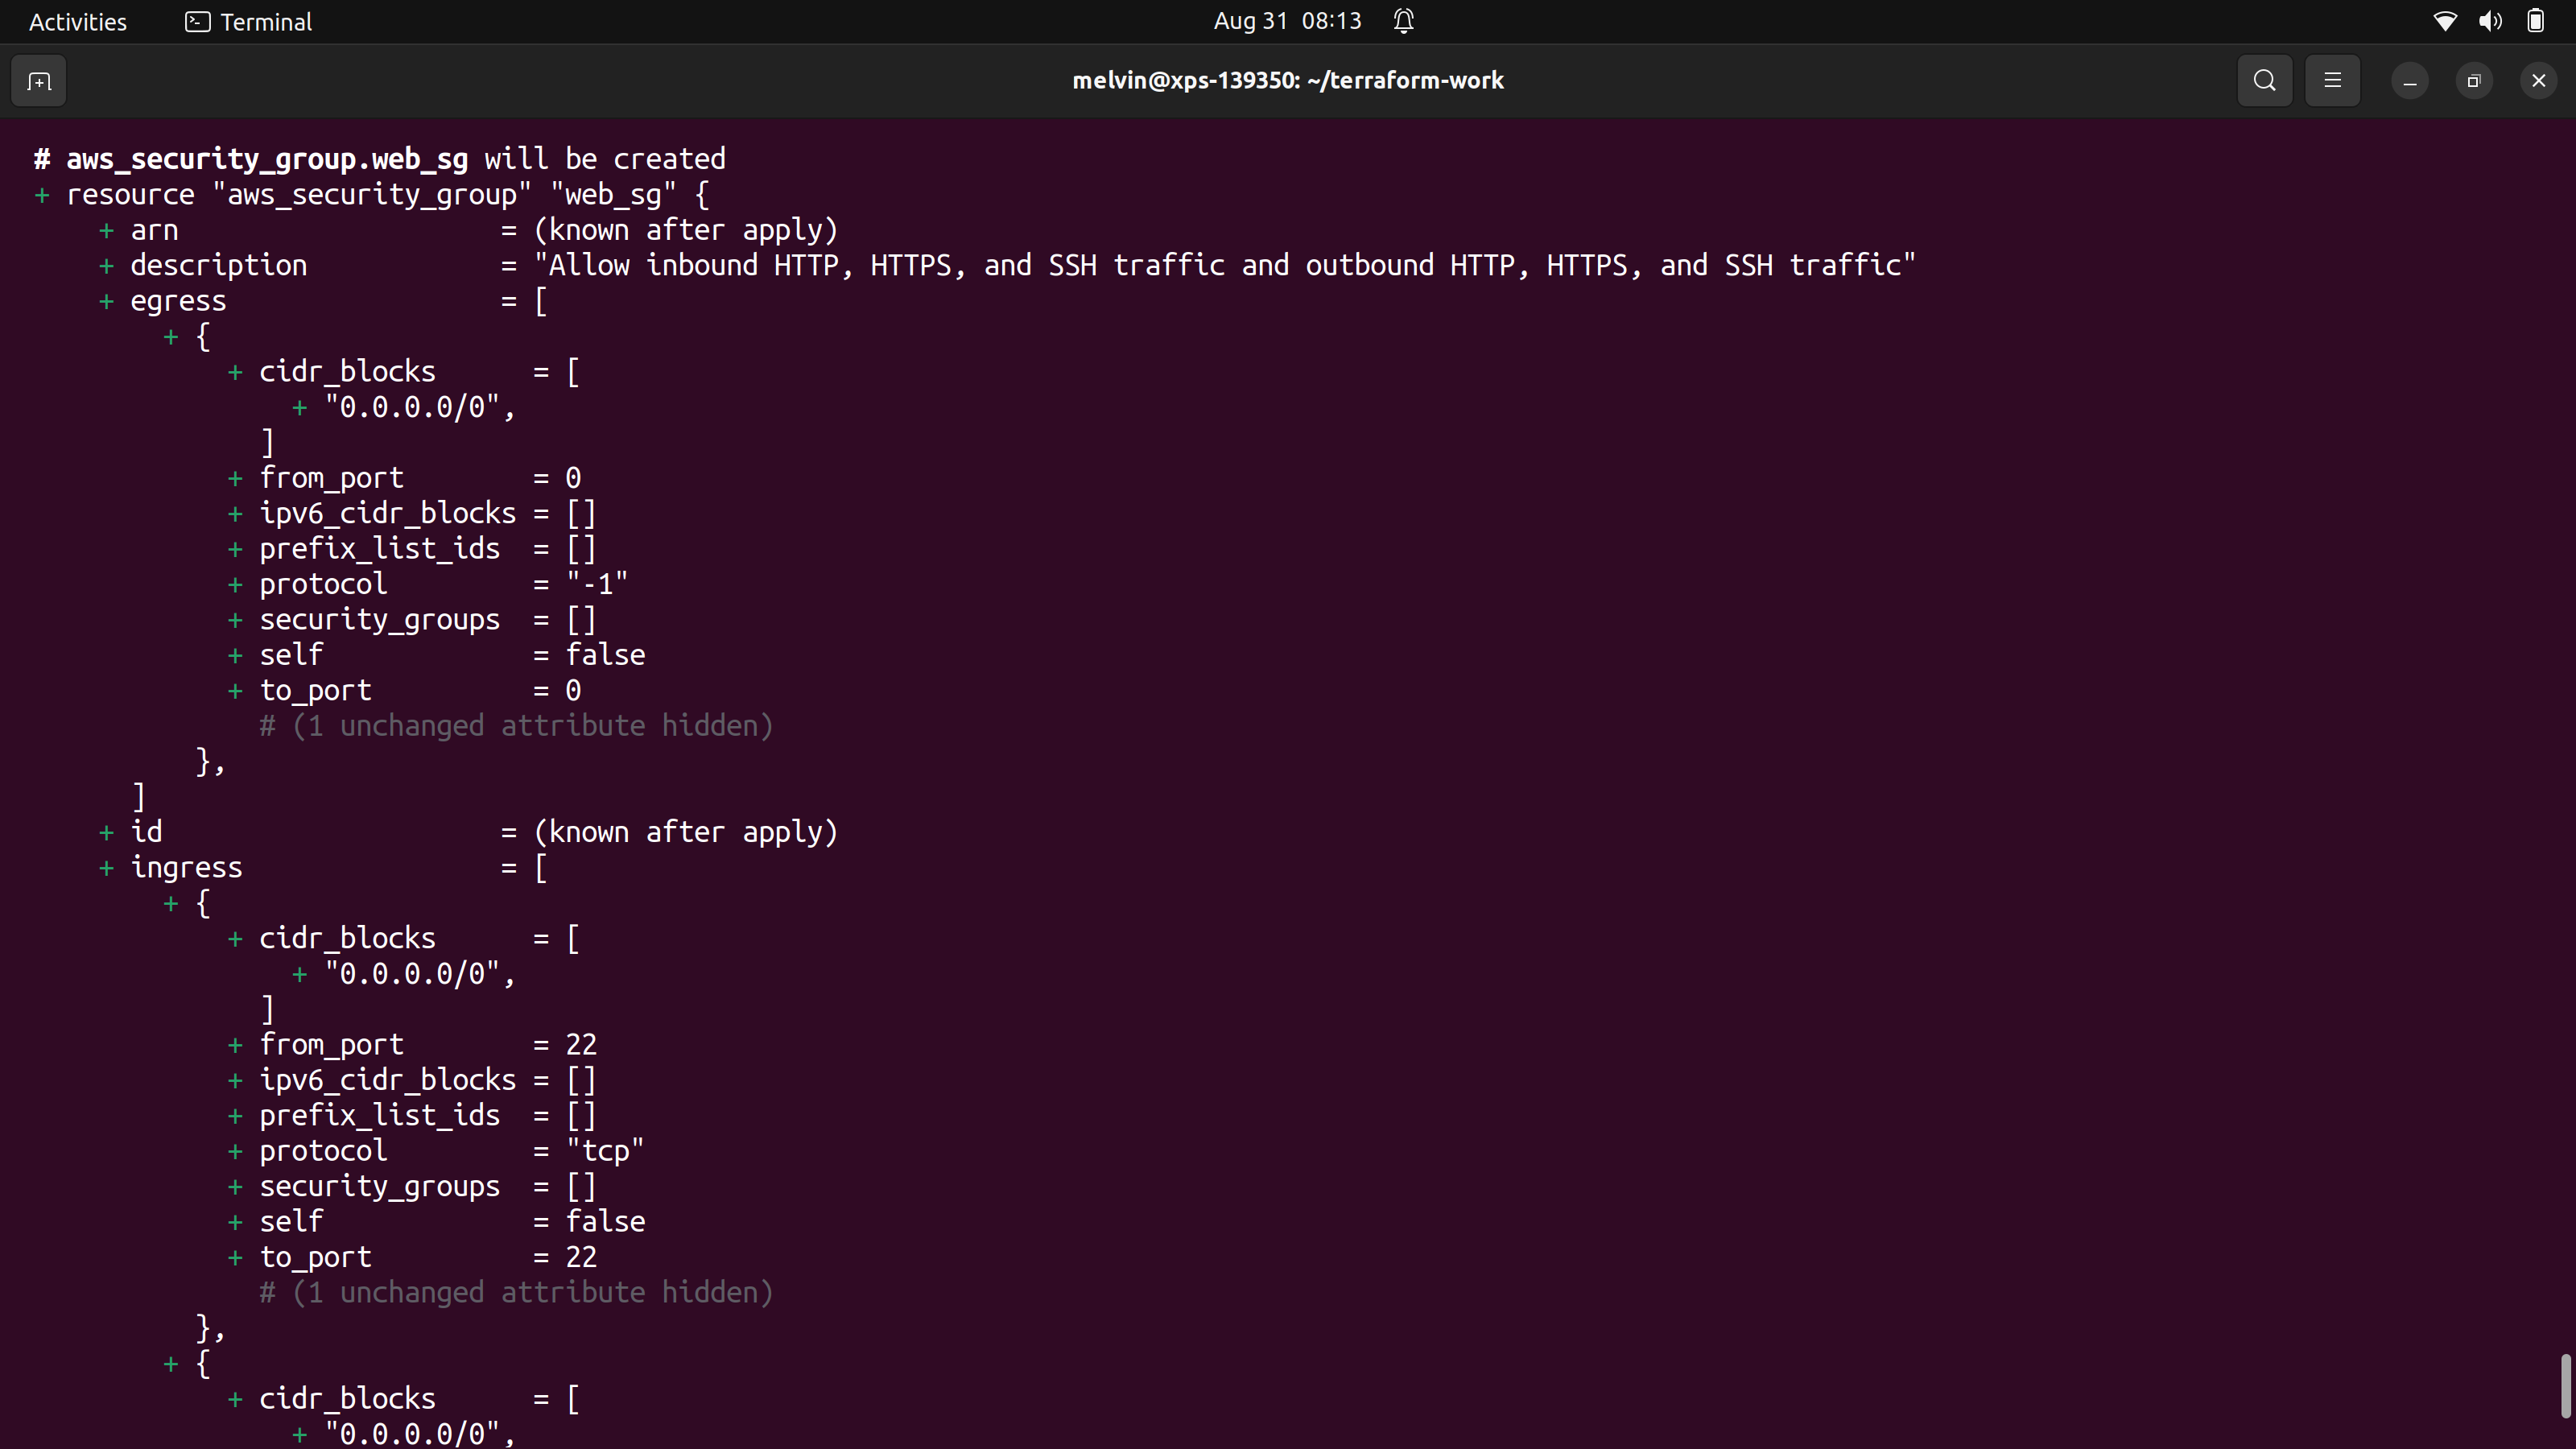 Activities
Terminal
Aug 31 08:13
melvin@xps-139350: ~/terraform-work
# aws_security_group.web_sg will be created
+ resource "aws_security_group" "web_sg" {
    + arn                    = (known after apply)
    + description            = "Allow inbound HTTP, HTTPS, and SSH traffic and outbound HTTP, HTTPS, and SSH traffic"
    + egress                 = [
        + {
            + cidr_blocks      = [
                + "0.0.0.0/0",
              ]
            + from_port        = 0
            + ipv6_cidr_blocks = []
            + prefix_list_ids  = []
            + protocol         = "-1"
            + security_groups  = []
            + self             = false
            + to_port          = 0
              # (1 unchanged attribute hidden)
          },
      ]
    + id                     = (known after apply)
    + ingress                = [
        + {
            + cidr_blocks      = [
                + "0.0.0.0/0",
              ]
            + from_port        = 22
            + ipv6_cidr_blocks = []
            + prefix_list_ids  = []
            + protocol         = "tcp"
            + security_groups  = []
            + self             = false
            + to_port          = 22
              # (1 unchanged attribute hidden)
          },
        + {
            + cidr_blocks      = [
                + "0.0.0.0/0",